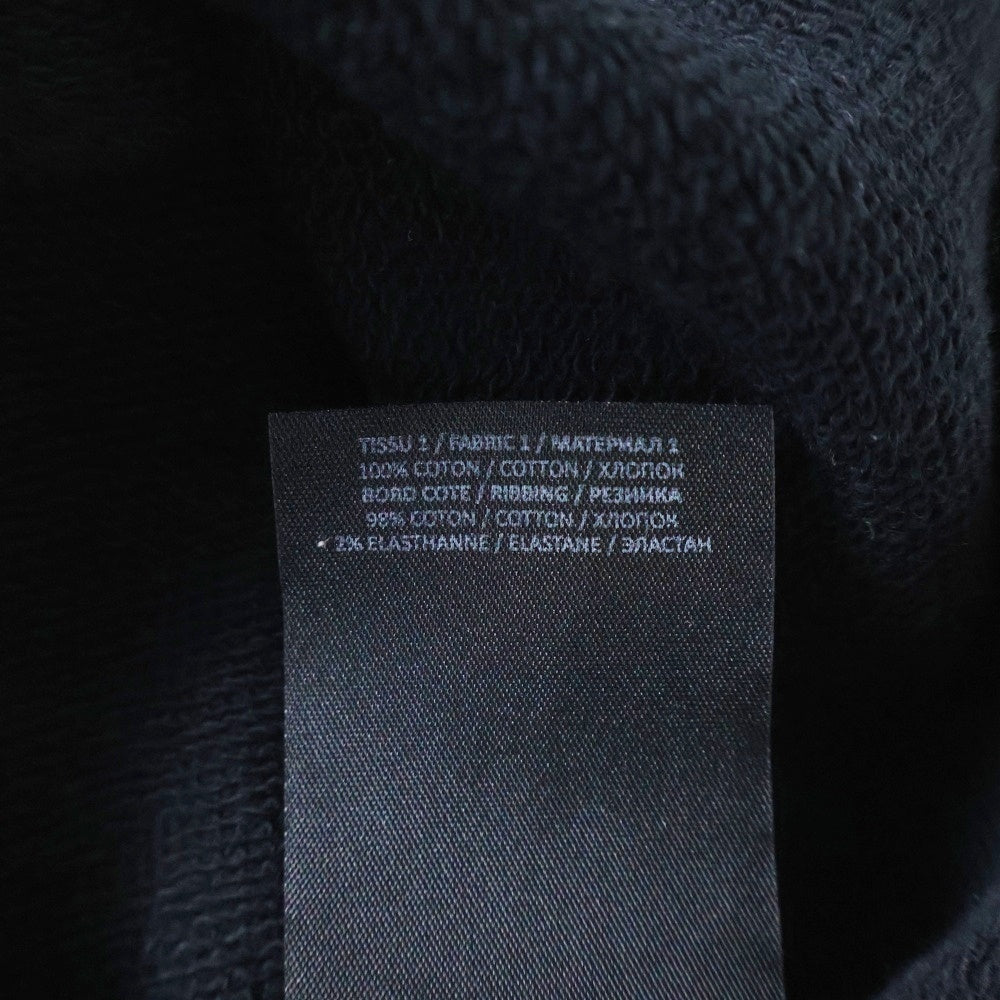 TISSU 1 / FABRIC 1 / МАТЕРИАЛ 1
100% COTON / COTTON / ХЛОПОК
BORD COTE / RIBBING / РЕЗИНКА
98% COTON / COTTON / ХЛОПОК
2% ELASTHANNE / ELASTANE / ЭЛАСТАН